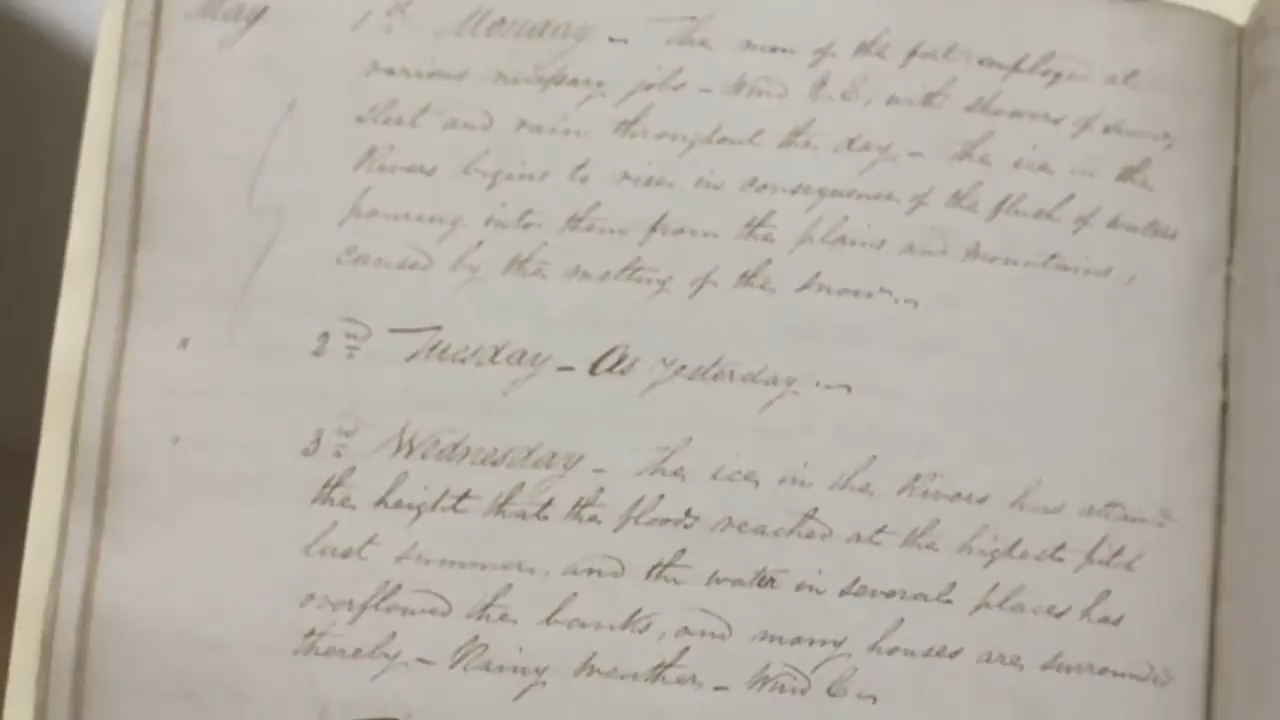 May 1st Monday – The men of the fort employed at
various necessary jobs – Wind N.E. with showers of snow,
sleet and rain throughout the day – The ice in the
Rivers begins to rise in consequence of the flush of waters
pouring into them from the plains and mountains,
caused by the melting of the snow –
" 2nd Tuesday – As yesterday –
" 3rd Wednesday – The ice in the Rivers has attained
the height that the floods reached at the highest pitch
last summer, and the water in several places has
overflowed the banks, and many houses are surrounded
thereby – Rainy weather – Wind